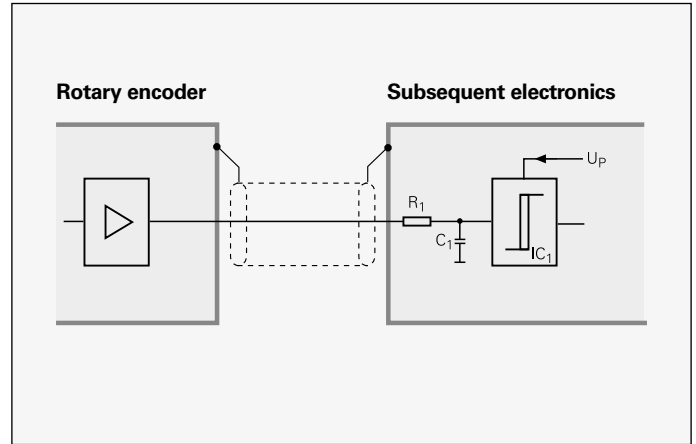 Rotary encoder
Subsequent electronics
U_P
R_1
C_1
IC_1